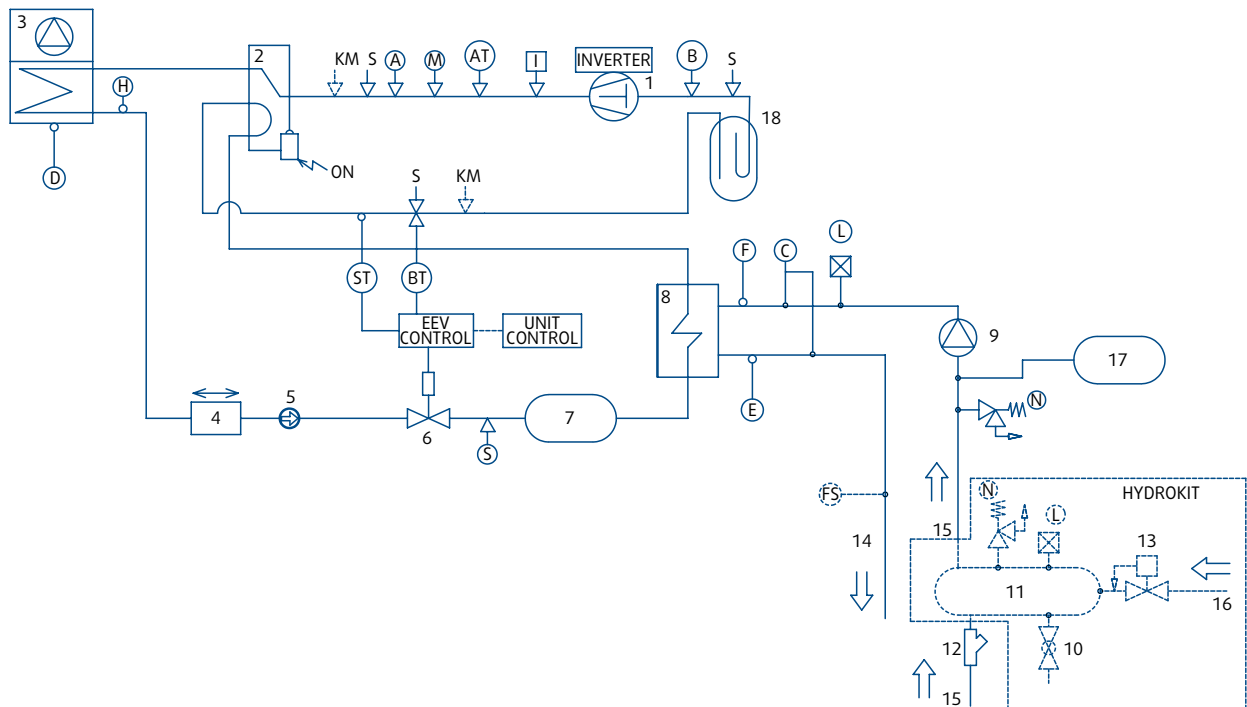 3
2
KM S A M AT I INVERTER B S
1
H
18
D
ON
S KM
ST BT
L
F C
8
9
17
EEV
CONTROL
UNIT
CONTROL
5
4
6
7
E
N
S
FS
HYDROKIT
N
L
14
15
13
11
16
12
10
15